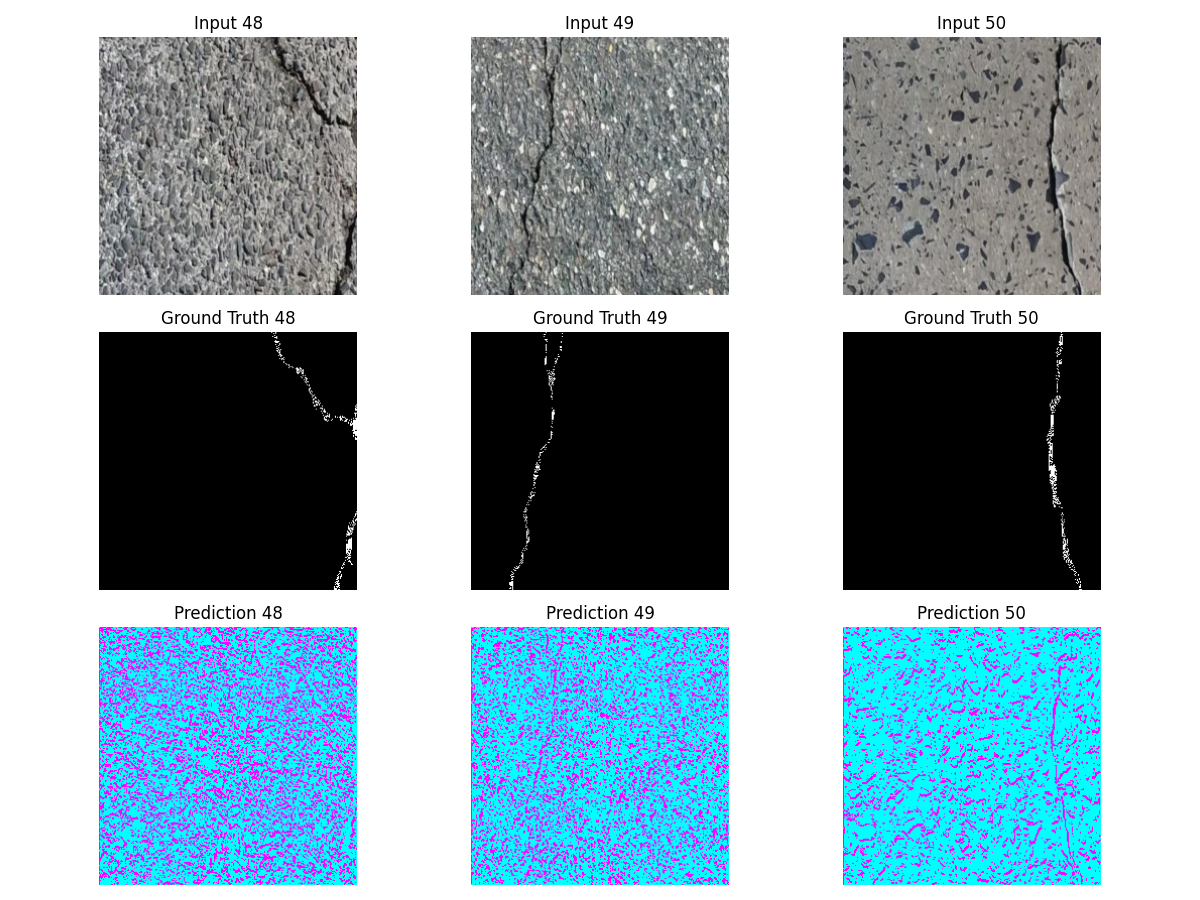 Input 48
Input 49
Input 50
Ground Truth 48
Ground Truth 49
Ground Truth 50
Prediction 48
Prediction 49
Prediction 50